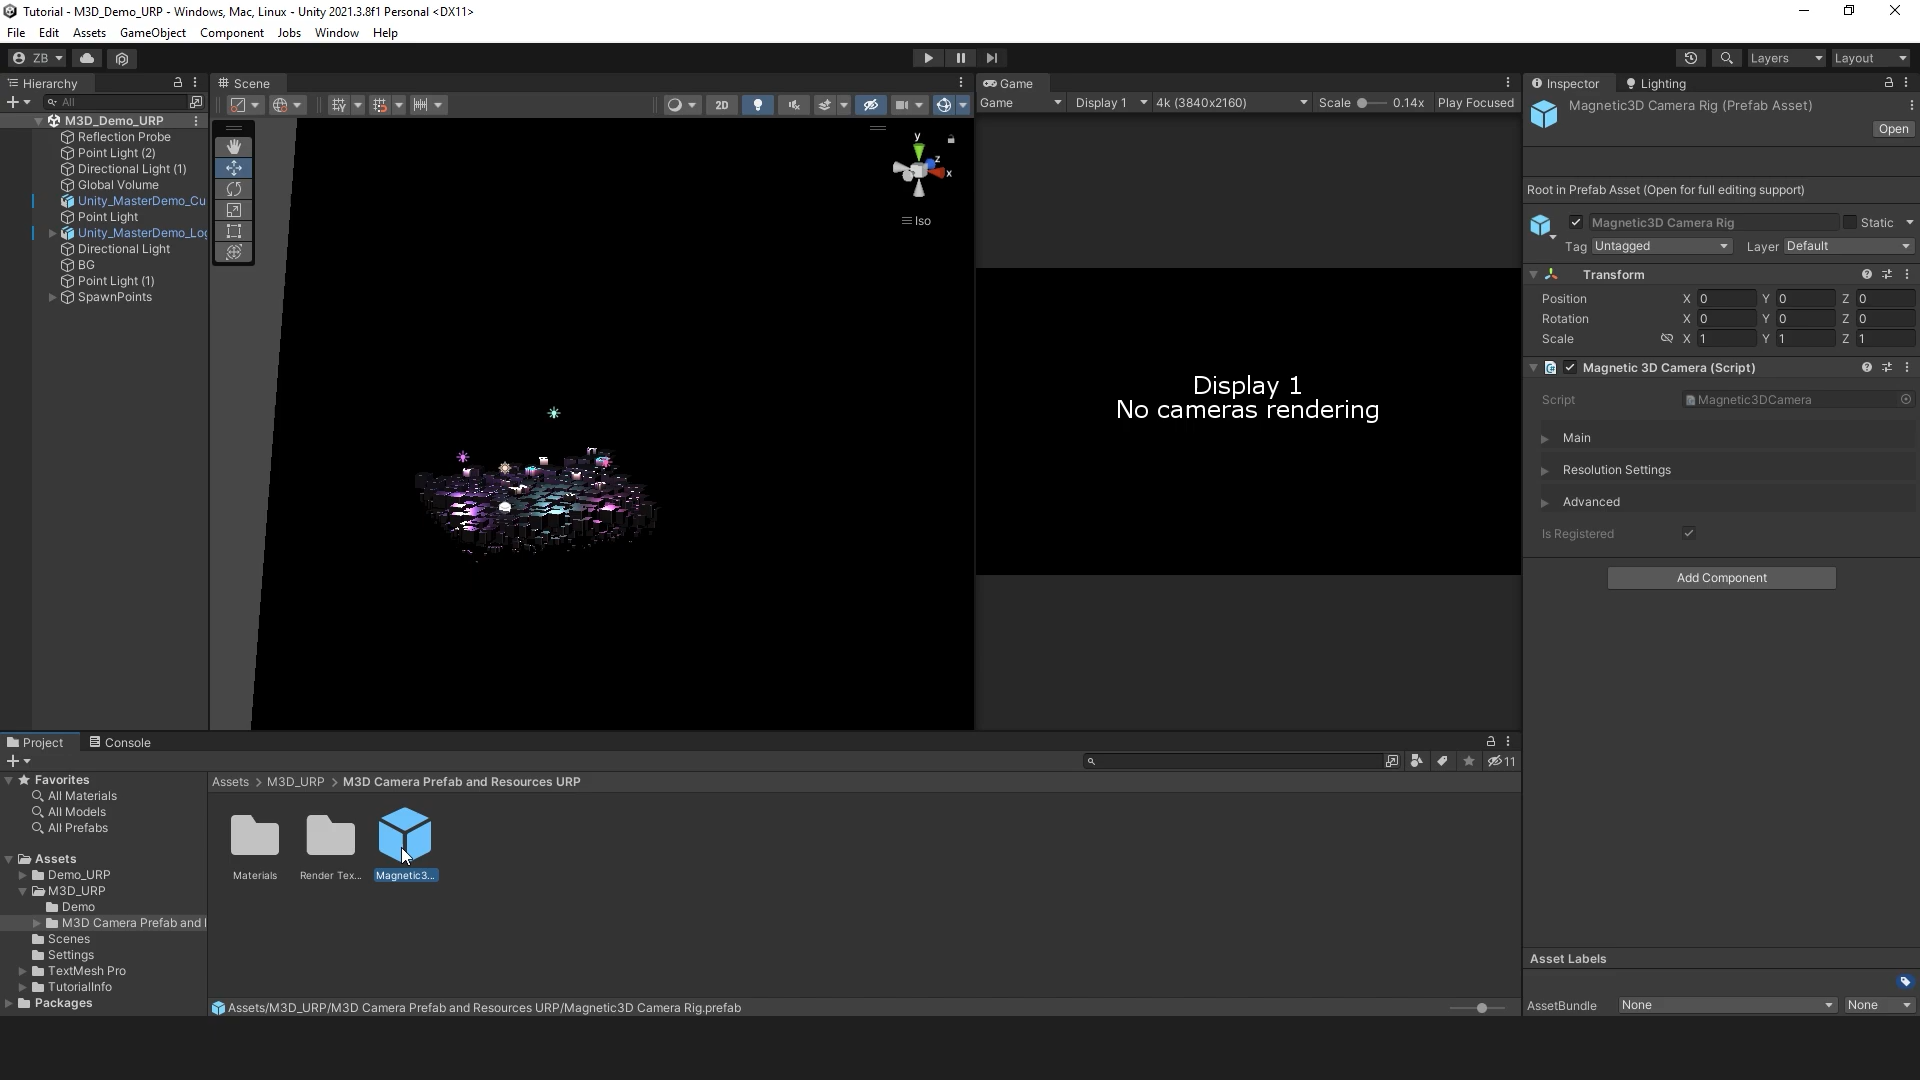 Tutorial - M3D_Demo_URP - Windows, Mac, Linux - Unity 2021.3.8f1 Personal <DX11>
File Edit Assets GameObject Component Jobs Window Help
ZB Layers Layout
Hierarchy
All
M3D_Demo_URP
Reflection Probe
Point Light (2)
Directional Light (1)
Global Volume
Unity_MasterDemo_Cu
Point Light
Unity_MasterDemo_Log
Directional Light
BG
Point Light (1)
SpawnPoints
Scene
2D
y
z
x
Iso
Game
Game Display 1 4k (3840x2160) Scale 0.14x Play Focused
Display 1
No cameras rendering
Inspector Lighting
Magnetic3D Camera Rig (Prefab Asset)
Open
Root in Prefab Asset (Open for full editing support)
Magnetic3D Camera Rig Static
Tag Untagged Layer Default
Transform
Position X 0 Y 0 Z 0
Rotation X 0 Y 0 Z 0
Scale X 1 Y 1 Z 1
Magnetic 3D Camera (Script)
Script Magnetic3DCamera
Main
Resolution Settings
Advanced
Is Registered
Add Component
Project Console
11
Favorites
All Materials
All Models
All Prefabs
Assets
Demo_URP
M3D_URP
Demo
M3D Camera Prefab and
Scenes
Settings
TextMesh Pro
TutorialInfo
Packages
Assets > M3D_URP > M3D Camera Prefab and Resources URP
Materials Render Tex... Magnetic3...
Assets/M3D_URP/M3D Camera Prefab and Resources URP/Magnetic3D Camera Rig.prefab
Asset Labels
AssetBundle None None